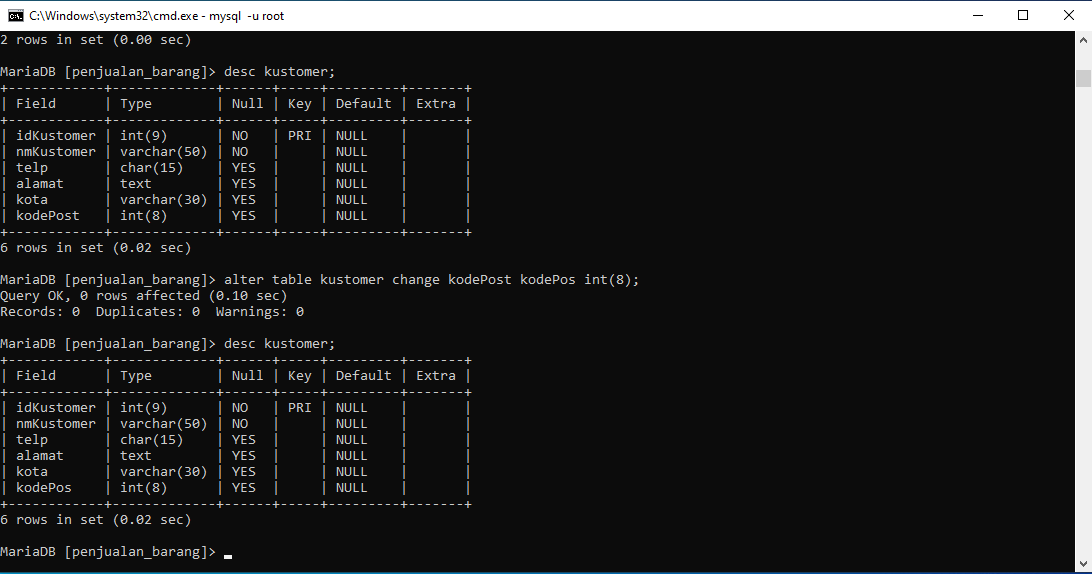 C:\Windows\system32\cmd.exe - mysql  -u root
2 rows in set (0.00 sec)

MariaDB [penjualan_barang]> desc kustomer;
+------------+-------------+------+-----+---------+-------+
| Field      | Type        | Null | Key | Default | Extra |
+------------+-------------+------+-----+---------+-------+
| idKustomer | int(9)      | NO   | PRI | NULL    |       |
| nmKustomer | varchar(50) | NO   |     | NULL    |       |
| telp       | char(15)    | YES  |     | NULL    |       |
| alamat     | text        | YES  |     | NULL    |       |
| kota       | varchar(30) | YES  |     | NULL    |       |
| kodePost   | int(8)      | YES  |     | NULL    |       |
+------------+-------------+------+-----+---------+-------+
6 rows in set (0.02 sec)

MariaDB [penjualan_barang]> alter table kustomer change kodePost kodePos int(8);
Query OK, 0 rows affected (0.10 sec)
Records: 0  Duplicates: 0  Warnings: 0

MariaDB [penjualan_barang]> desc kustomer;
+------------+-------------+------+-----+---------+-------+
| Field      | Type        | Null | Key | Default | Extra |
+------------+-------------+------+-----+---------+-------+
| idKustomer | int(9)      | NO   | PRI | NULL    |       |
| nmKustomer | varchar(50) | NO   |     | NULL    |       |
| telp       | char(15)    | YES  |     | NULL    |       |
| alamat     | text        | YES  |     | NULL    |       |
| kota       | varchar(30) | YES  |     | NULL    |       |
| kodePos    | int(8)      | YES  |     | NULL    |       |
+------------+-------------+------+-----+---------+-------+
6 rows in set (0.02 sec)

MariaDB [penjualan_barang]> _